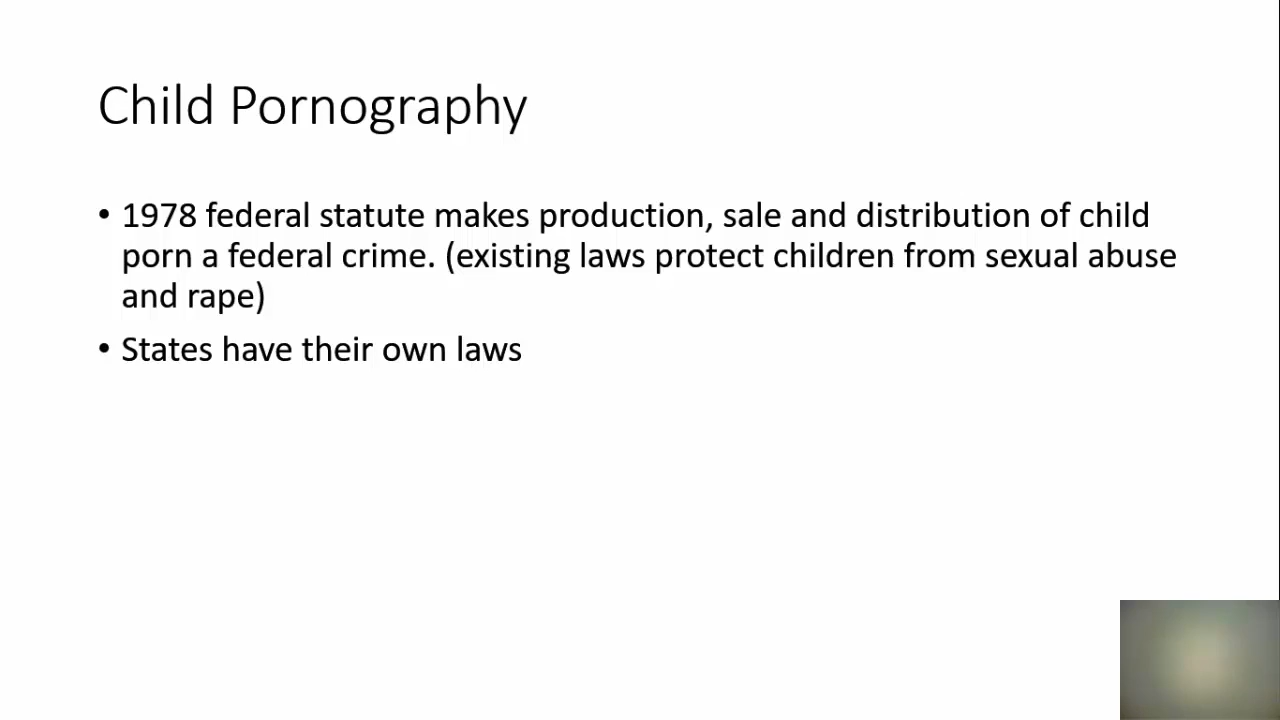 Child Pornography
• 1978 federal statute makes production, sale and distribution of child
porn a federal crime. (existing laws protect children from sexual abuse
and rape)
• States have their own laws